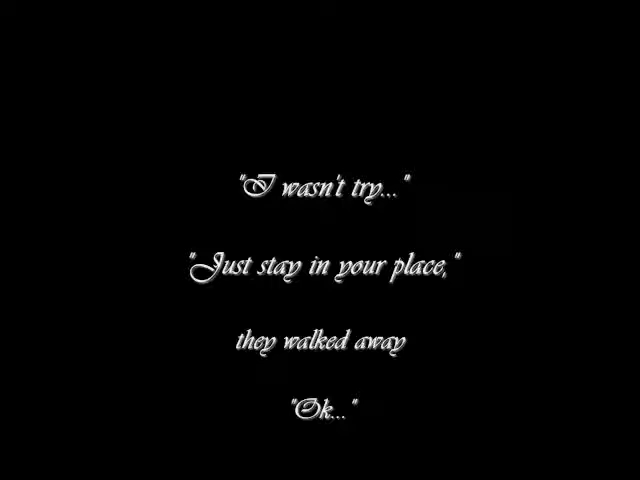 "I wasn't try..."
"Just stay in your place,"
they walked away
"Ok..."